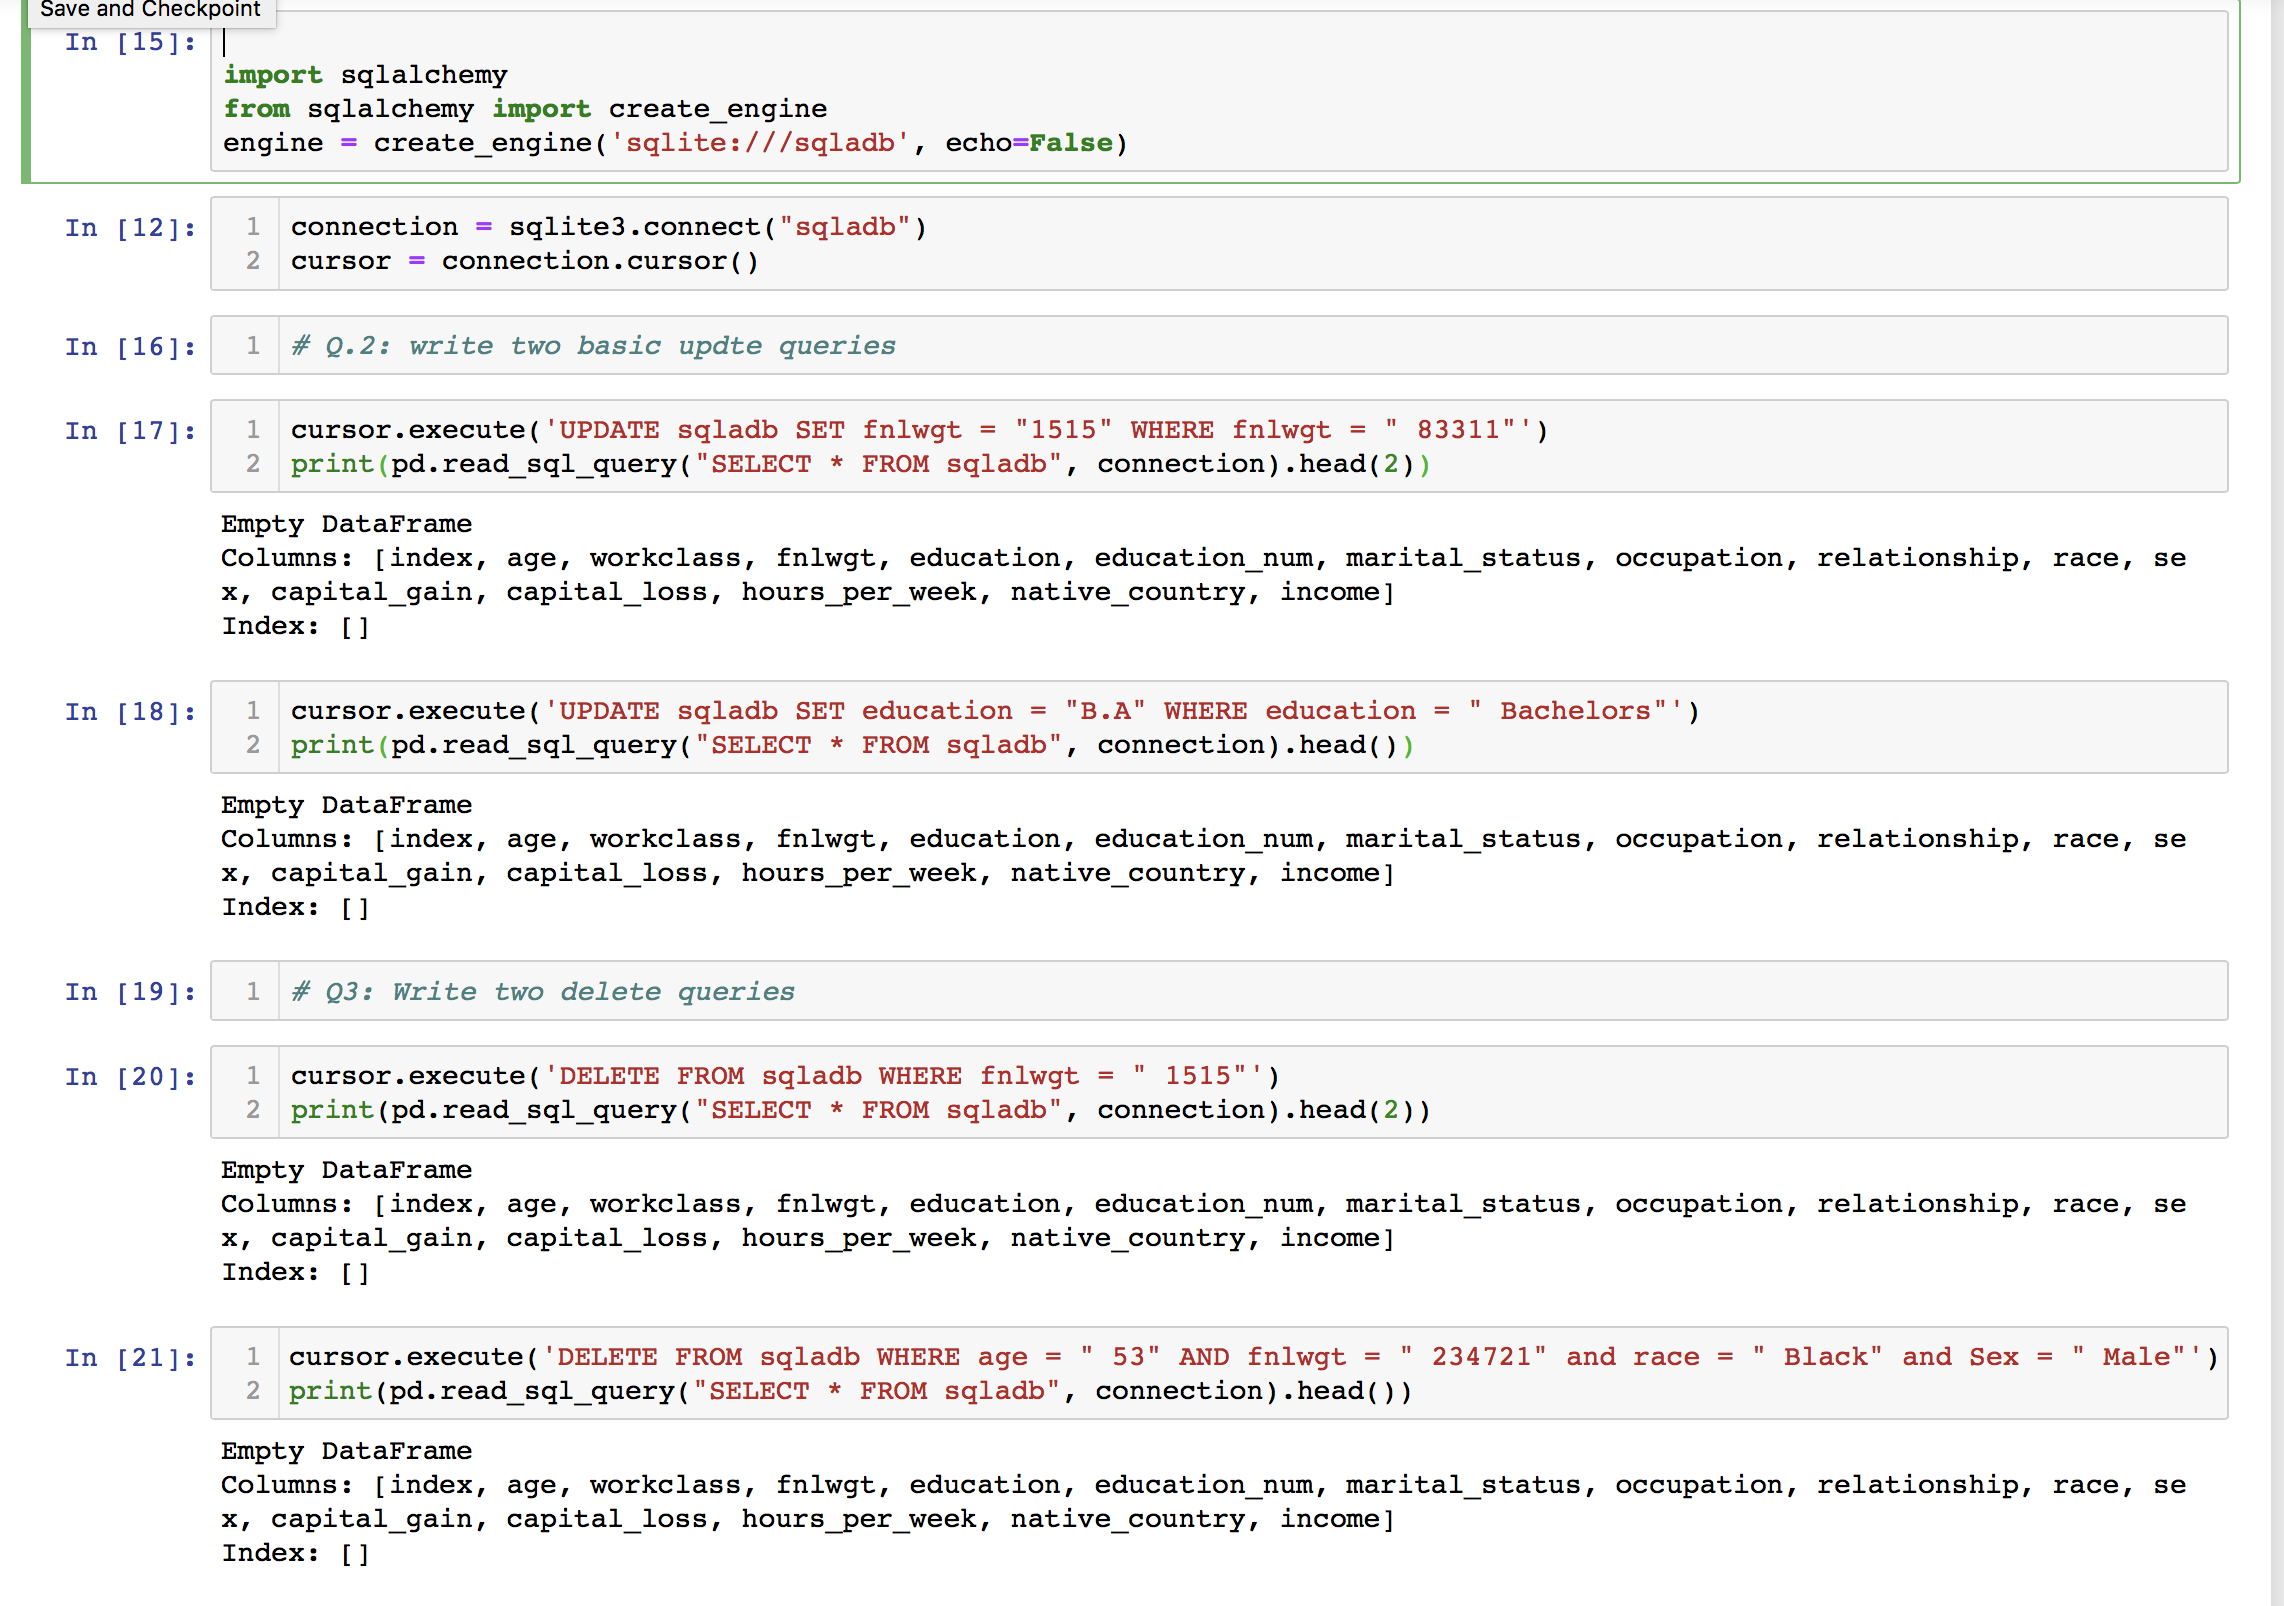 Save and Checkpoint
In [15]:
import sqlalchemy
from sqlalchemy import create_engine
engine = create_engine('sqlite:///sqladb', echo=False)
In [12]:
1 connection = sqlite3.connect("sqladb")
2 cursor = connection.cursor()
In [16]:
1 # Q.2: write two basic updte queries
In [17]:
1 cursor.execute('UPDATE sqladb SET fnlwgt = "1515" WHERE fnlwgt = " 83311"')
2 print(pd.read_sql_query("SELECT * FROM sqladb", connection).head(2))
Empty DataFrame
Columns: [index, age, workclass, fnlwgt, education, education_num, marital_status, occupation, relationship, race, se
x, capital_gain, capital_loss, hours_per_week, native_country, income]
Index: []
In [18]:
1 cursor.execute('UPDATE sqladb SET education = "B.A" WHERE education = " Bachelors"')
2 print(pd.read_sql_query("SELECT * FROM sqladb", connection).head())
Empty DataFrame
Columns: [index, age, workclass, fnlwgt, education, education_num, marital_status, occupation, relationship, race, se
x, capital_gain, capital_loss, hours_per_week, native_country, income]
Index: []
In [19]:
1 # Q3: Write two delete queries
In [20]:
1 cursor.execute('DELETE FROM sqladb WHERE fnlwgt = " 1515"')
2 print(pd.read_sql_query("SELECT * FROM sqladb", connection).head(2))
Empty DataFrame
Columns: [index, age, workclass, fnlwgt, education, education_num, marital_status, occupation, relationship, race, se
x, capital_gain, capital_loss, hours_per_week, native_country, income]
Index: []
In [21]:
1 cursor.execute('DELETE FROM sqladb WHERE age = " 53" AND fnlwgt = " 234721" and race = " Black" and Sex = " Male"')
2 print(pd.read_sql_query("SELECT * FROM sqladb", connection).head())
Empty DataFrame
Columns: [index, age, workclass, fnlwgt, education, education_num, marital_status, occupation, relationship, race, se
x, capital_gain, capital_loss, hours_per_week, native_country, income]
Index: []